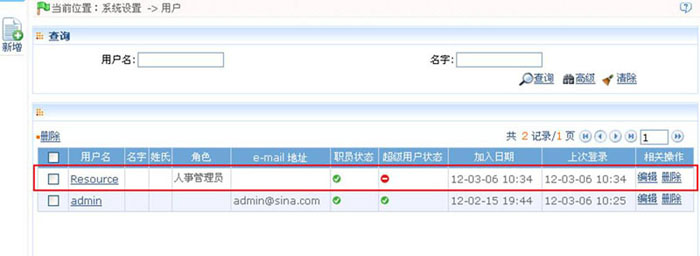 当前位置：系统设置 -> 用户
新增
查询
用户名： 名字：
查询 高级 清除
删除 共 2 记录/1 页 1
用户名 名字 姓氏 角色 e-mail 地址 职员状态 超级用户状态 加入日期 上次登录 相关操作
Resource 人事管理员 12-03-06 10:34 12-03-06 10:34 编辑 删除
admin admin@sina.com 12-02-15 19:44 12-03-06 10:25 编辑 删除